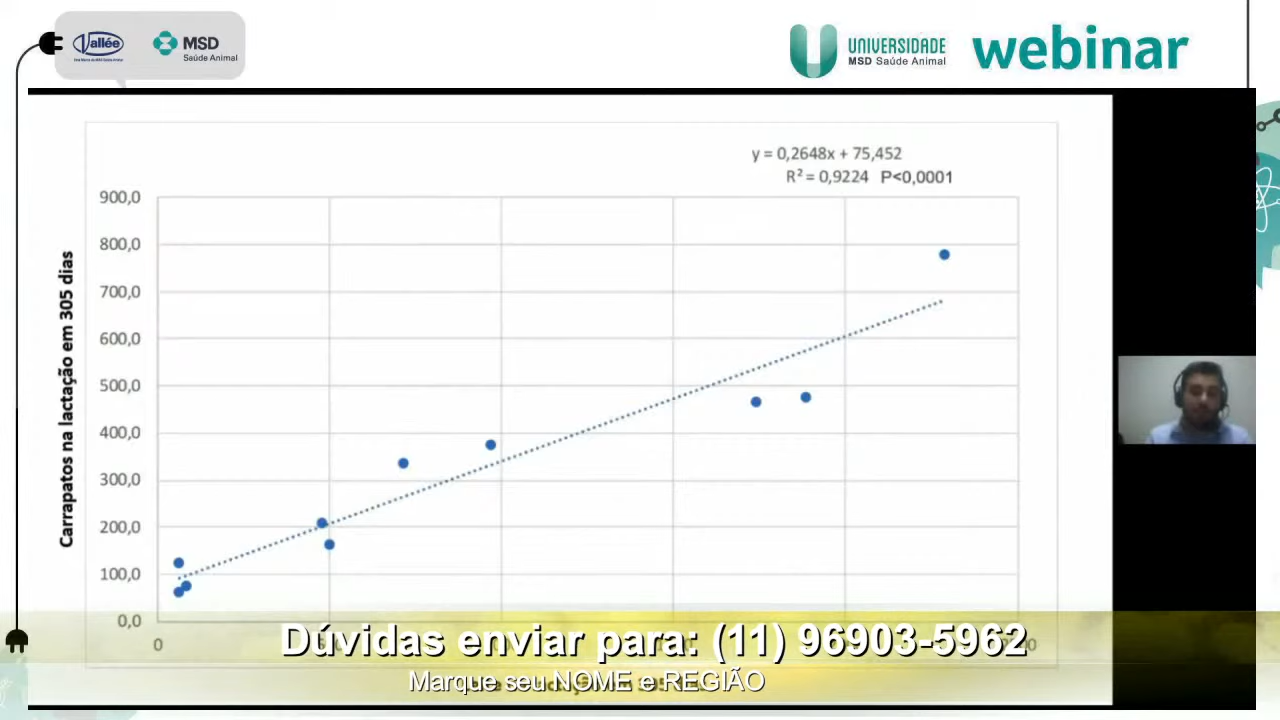 Vallée
MSD
Saúde Animal
UNIVERSIDADE
MSD Saúde Animal
webinar
y = 0,2648x + 75,452
R² = 0,9224 P<0,0001
Carrapatos na lactação em 305 dias
900,0
800,0
700,0
600,0
500,0
400,0
300,0
200,0
100,0
0,0
0
Dúvidas enviar para: (11) 96903-5962
Marque seu NOME e REGIÃO